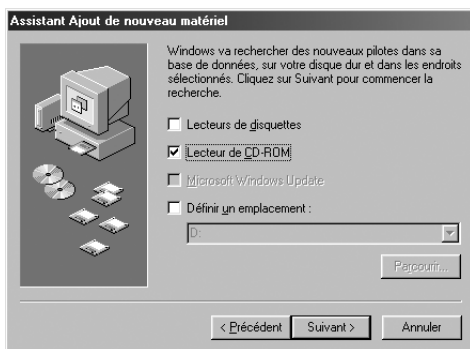 Assistant Ajout de nouveau matériel
Windows va rechercher des nouveaux pilotes dans sa
base de données, sur votre disque dur et dans les endroits
sélectionnés. Cliquez sur Suivant pour commencer la
recherche.
Lecteurs de disquettes
Lecteur de CD-ROM
Microsoft Windows Update
Définir un emplacement :
D:
Parcourir...
< Précédent
Suivant >
Annuler